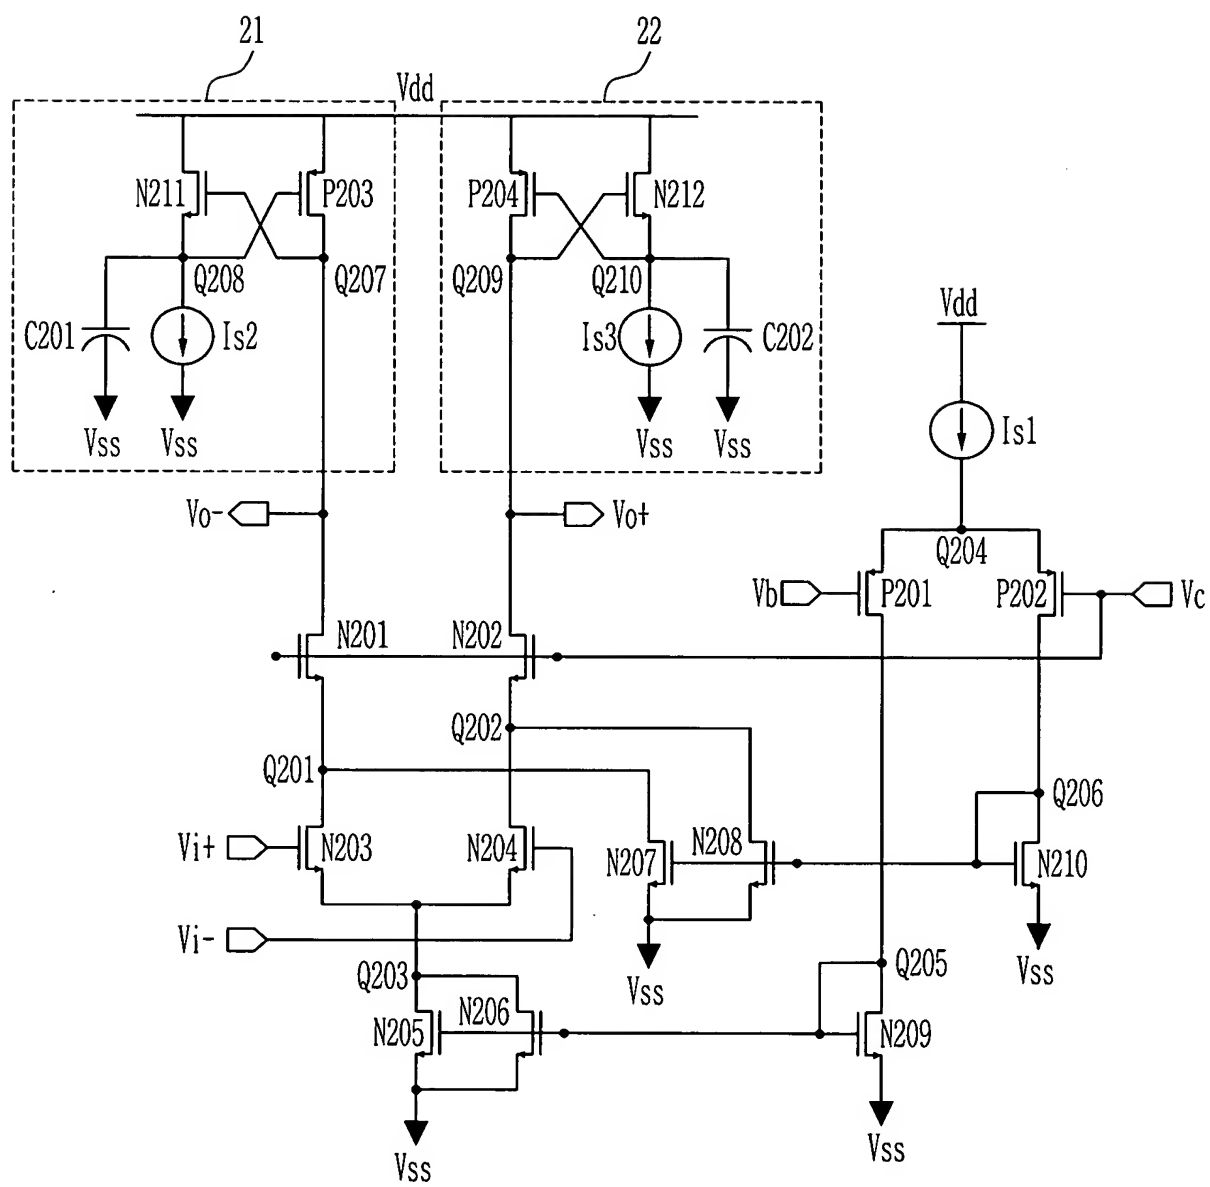 21
22
Vdd
N211
P203
P204
N212
Q208
Q207
Q209
Q210
C201
Is2
Is3
C202
Vdd
Vss
Vss
Vss
Vss
Is1
Vo-
Vo+
Q204
Vb
P201
P202
Vc
N201
N202
Q202
Q201
Q206
Vi+
N203
N204
N207
N208
N210
Vi-
Q203
Vss
Q205
Vss
N205
N206
N209
Vss
Vss